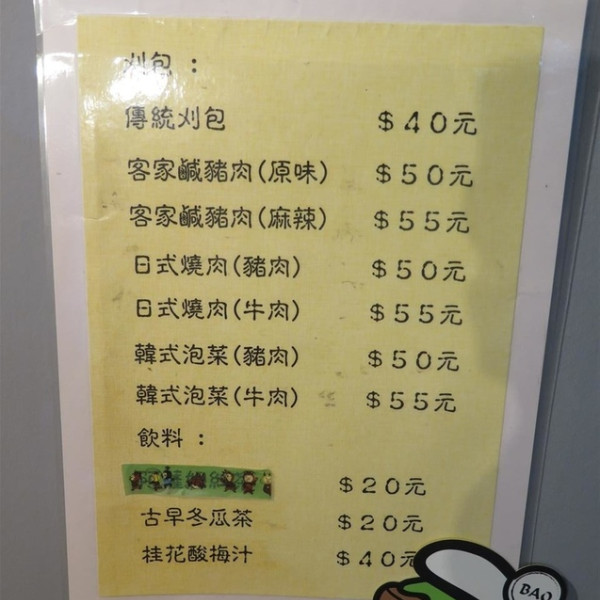 刈包：
傳統刈包 $40元
客家鹹豬肉(原味) $50元
客家鹹豬肉(麻辣) $55元
日式燒肉(豬肉) $50元
日式燒肉(牛肉) $55元
韓式泡菜(豬肉) $50元
韓式泡菜(牛肉) $55元
飲料：
$20元
古早冬瓜茶 $20元
桂花酸梅汁 $40元
BAO